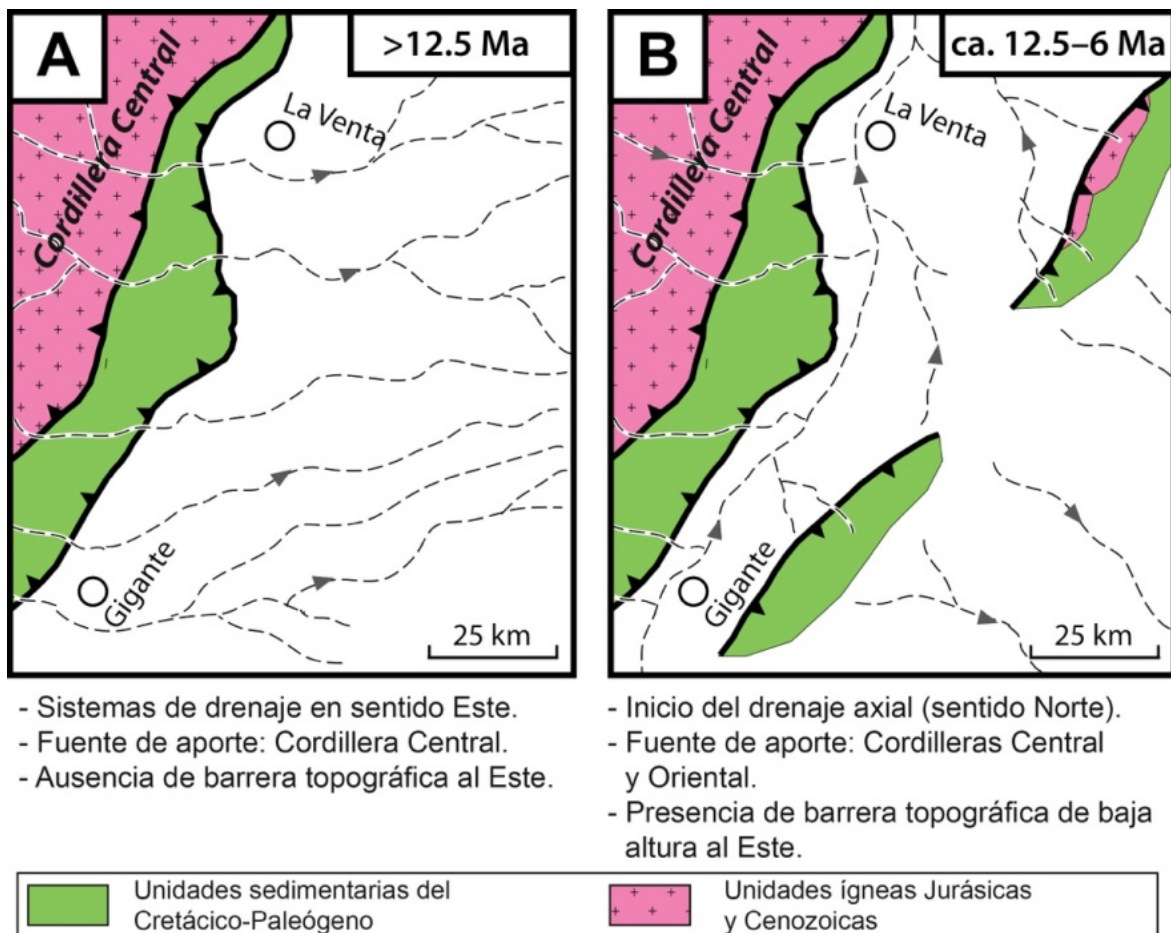 A
>12.5 Ma
Cordillera Central
La Venta
Gigante
25 km
- Sistemas de drenaje en sentido Este.
- Fuente de aporte: Cordillera Central.
- Ausencia de barrera topográfica al Este.
B
ca. 12.5–6 Ma
Cordillera Central
La Venta
Gigante
25 km
- Inicio del drenaje axial (sentido Norte).
- Fuente de aporte: Cordilleras Central
y Oriental.
- Presencia de barrera topográfica de baja
altura al Este.
Unidades sedimentarias del
Cretácico-Paleógeno
Unidades ígneas Jurásicas
y Cenozoicas